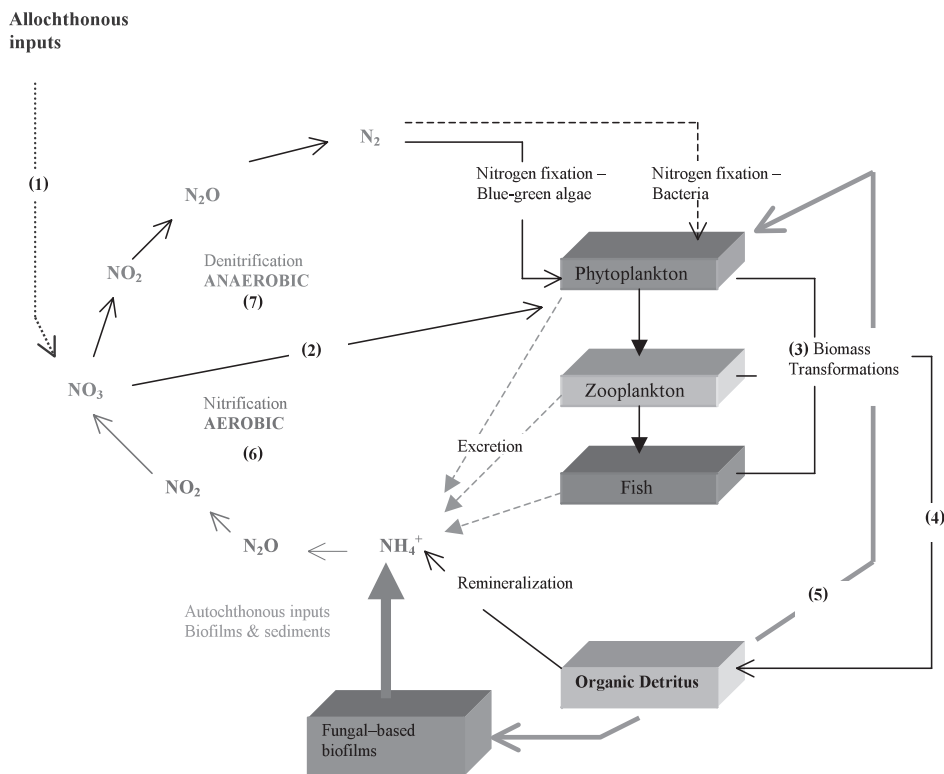 Allochthonous
inputs
N₂
(1)
Nitrogen fixation –
Blue-green algae
Nitrogen fixation –
Bacteria
N₂O
NO₂
Denitrification
ANAEROBIC
(7)
Phytoplankton
(2)
(3) Biomass
Transformations
NO₃
Zooplankton
Nitrification
AEROBIC
(6)
Excretion
NO₂
Fish
(4)
N₂O
NH₄⁺
Remineralization
(5)
Autochthonous inputs
Biofilms & sediments
Organic Detritus
Fungal–based
biofilms